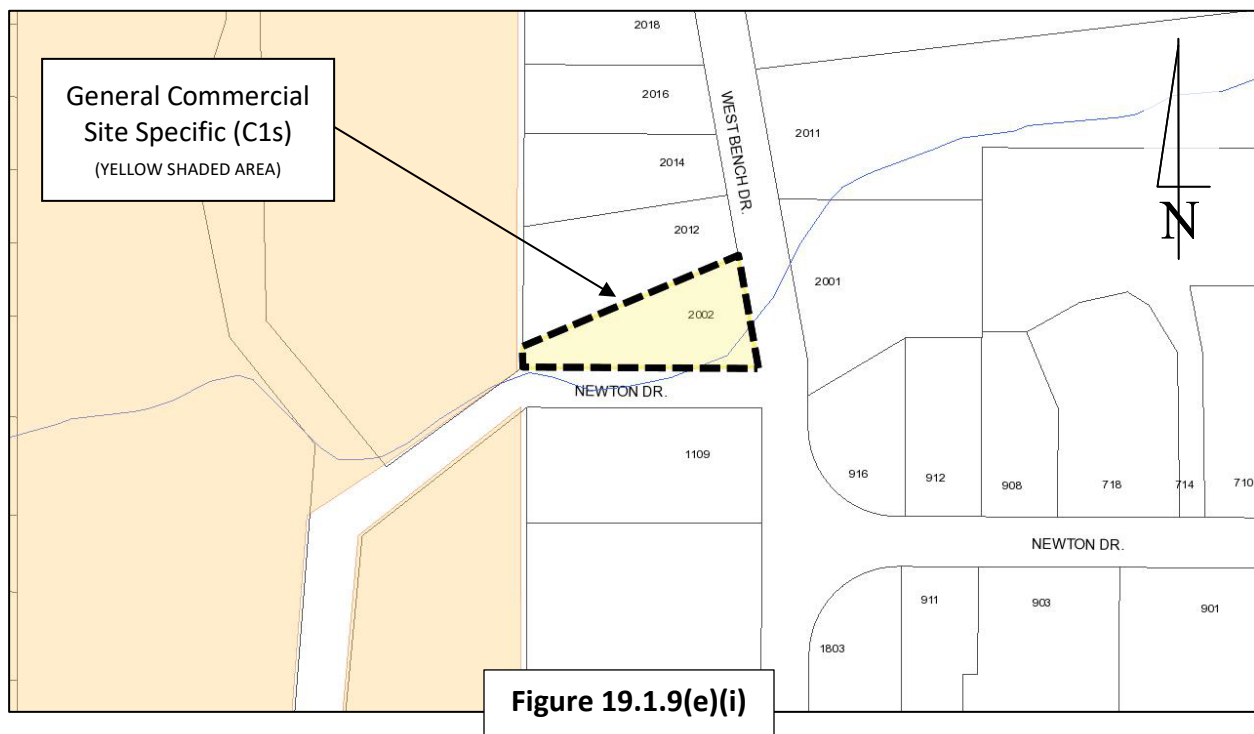 2018
General Commercial
Site Specific (C1s)
(YELLOW SHADED AREA)
2016
WEST BENCH DR.
2011
2014
N
2012
2001
2002
NEWTON DR.
1109
916
912
908
718
714
710
NEWTON DR.
911
903
901
1803
Figure 19.1.9(e)(i)